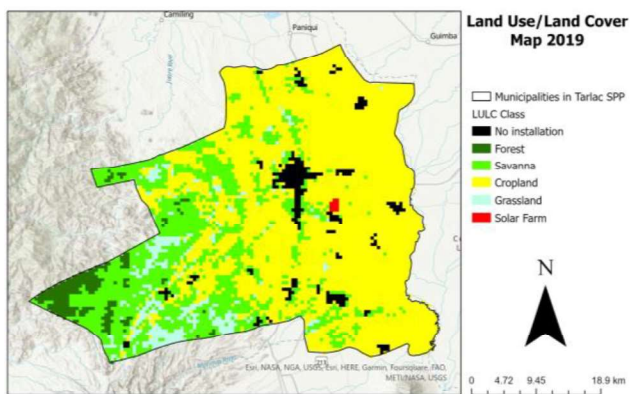 Camiling
Paniqui
Guimba
Land Use/Land Cover
Map 2019
Municipalities in Tarlac SPP
LULC Class
No installation
Forest
Savanna
Cropland
Grassland
Solar Farm
N
213
Esri, NASA, NGA, USGS, Esri, HERE, Garmin, Foursquare, FAO,
METI/NASA, USGS
0 4.72 9.45 18.9 km